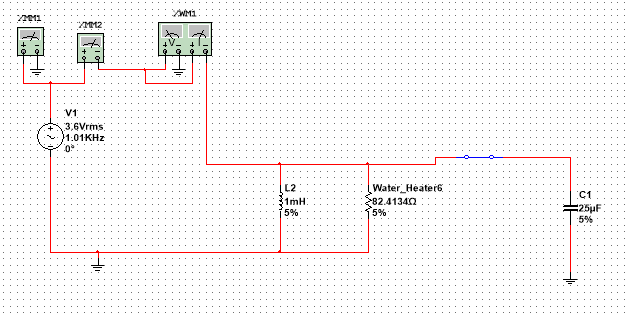 XMM1
XMM2
XWM1
V I
V1
3.6Vrms
1.01KHz
0°
L2
1mH
5%
Water_Heater6
82.4134Ω
5%
C1
25µF
5%